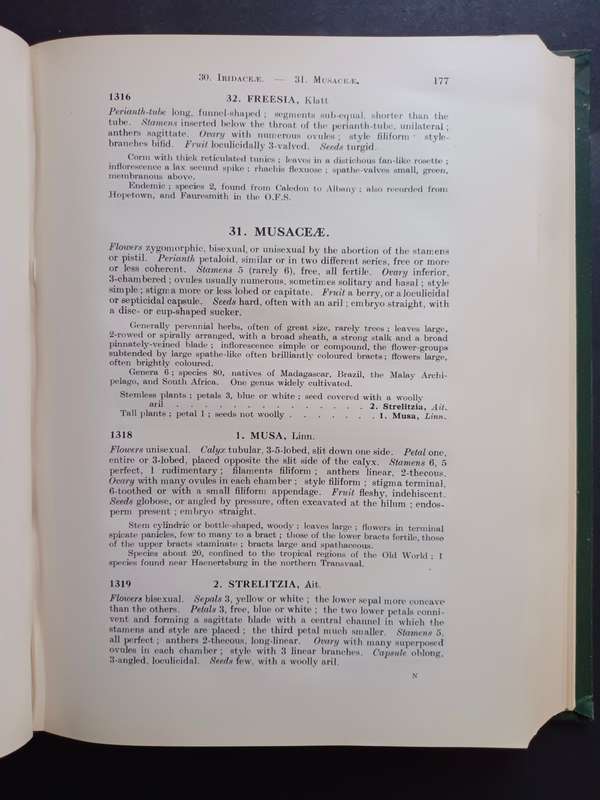 30. Iridaceæ. — 31. Musaceæ. 177
1316 32. FREESIA, Klatt
Perianth-tube long, funnel-shaped ; segments sub-equal, shorter than the
tube. Stamens inserted below the throat of the perianth-tube, unilateral ;
anthers sagittate. Ovary with numerous ovules ; style filiform ; style-
branches bifid. Fruit loculicidally 3-valved. Seeds turgid.
Corm with thick reticulated tunics ; leaves in a distichous fan-like rosette ;
inflorescence a lax secund spike ; rhachis flexuose ; spathe-valves small, green,
membranous above.
Endemic ; species 2, found from Caledon to Albany ; also recorded from
Hopetown, and Fauresmith in the O.F.S.
31. MUSACEÆ.
Flowers zygomorphic, bisexual, or unisexual by the abortion of the stamens
or pistil. Perianth petaloid, similar or in two different series, free or more
or less coherent. Stamens 5 (rarely 6), free, all fertile. Ovary inferior,
3-chambered ; ovules usually numerous, sometimes solitary and basal ; style
simple ; stigma more or less lobed or capitate. Fruit a berry, or a loculicidal
or septicidal capsule. Seeds hard, often with an aril ; embryo straight, with
a disc- or cup-shaped sucker.
Generally perennial herbs, often of great size, rarely trees ; leaves large,
2-rowed or spirally arranged, with a broad sheath, a strong stalk and a broad
pinnately-veined blade ; inflorescence simple or compound, the flower-groups
subtended by large spathe-like often brilliantly coloured bracts ; flowers large,
often brightly coloured.
Genera 6 ; species 80, natives of Madagascar, Brazil, the Malay Archi-
pelago, and South Africa. One genus widely cultivated.
Stemless plants ; petals 3, blue or white ; seed covered with a woolly
aril . . . . . . . . . . . . . . 2. Strelitzia, Ait.
Tall plants ; petal 1 ; seeds not woolly . . . . . . . 1. Musa, Linn.
1318 1. MUSA, Linn.
Flowers unisexual. Calyx tubular, 3-5-lobed, slit down one side. Petal one,
entire or 3-lobed, placed opposite the slit side of the calyx. Stamens 6, 5
perfect, 1 rudimentary ; filaments filiform ; anthers linear, 2-thecous.
Ovary with many ovules in each chamber ; style filiform ; stigma terminal,
6-toothed or with a small filiform appendage. Fruit fleshy, indehiscent.
Seeds globose, or angled by pressure, often excavated at the hilum ; endos-
perm present ; embryo straight.
Stem cylindric or bottle-shaped, woody ; leaves large ; flowers in terminal
spicate panicles, few to many to a bract ; those of the lower bracts fertile, those
of the upper bracts staminate ; bracts large and spathaceous.
Species about 20, confined to the tropical regions of the Old World ; 1
species found near Haenertsburg in the northern Transvaal.
1319 2. STRELITZIA, Ait.
Flowers bisexual. Sepals 3, yellow or white ; the lower sepal more concave
than the others. Petals 3, free, blue or white ; the two lower petals conni-
vent and forming a sagittate blade with a central channel in which the
stamens and style are placed ; the third petal much smaller. Stamens 5,
all perfect ; anthers 2-thecous, long-linear. Ovary with many superposed
ovules in each chamber ; style with 3 linear branches. Capsule oblong,
3-angled, loculicidal. Seeds few, with a woolly aril.
N